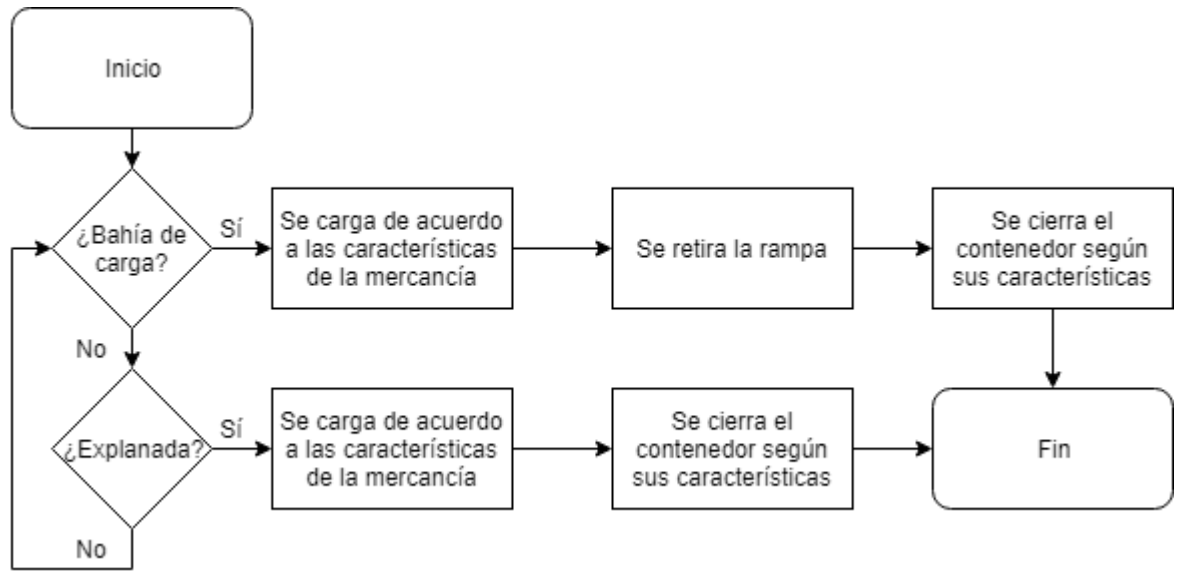 Inicio
¿Bahía de
carga?
Sí
Se carga de acuerdo
a las características
de la mercancía
Se retira la rampa
Se cierra el
contenedor según
sus características
No
¿Explanada?
Sí
Se carga de acuerdo
a las características
de la mercancía
Se cierra el
contenedor según
sus características
Fin
No